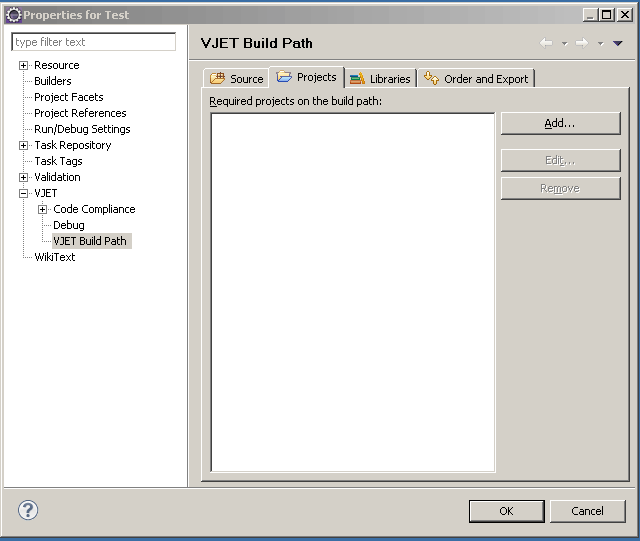 Properties for Test
type filter text
Resource
Builders
Project Facets
Project References
Run/Debug Settings
Task Repository
Task Tags
Validation
VJET
Code Compliance
Debug
VJET Build Path
WikiText
VJET Build Path
Source Projects Libraries Order and Export
Required projects on the build path:
Add...
Edit...
Remove
?
OK Cancel